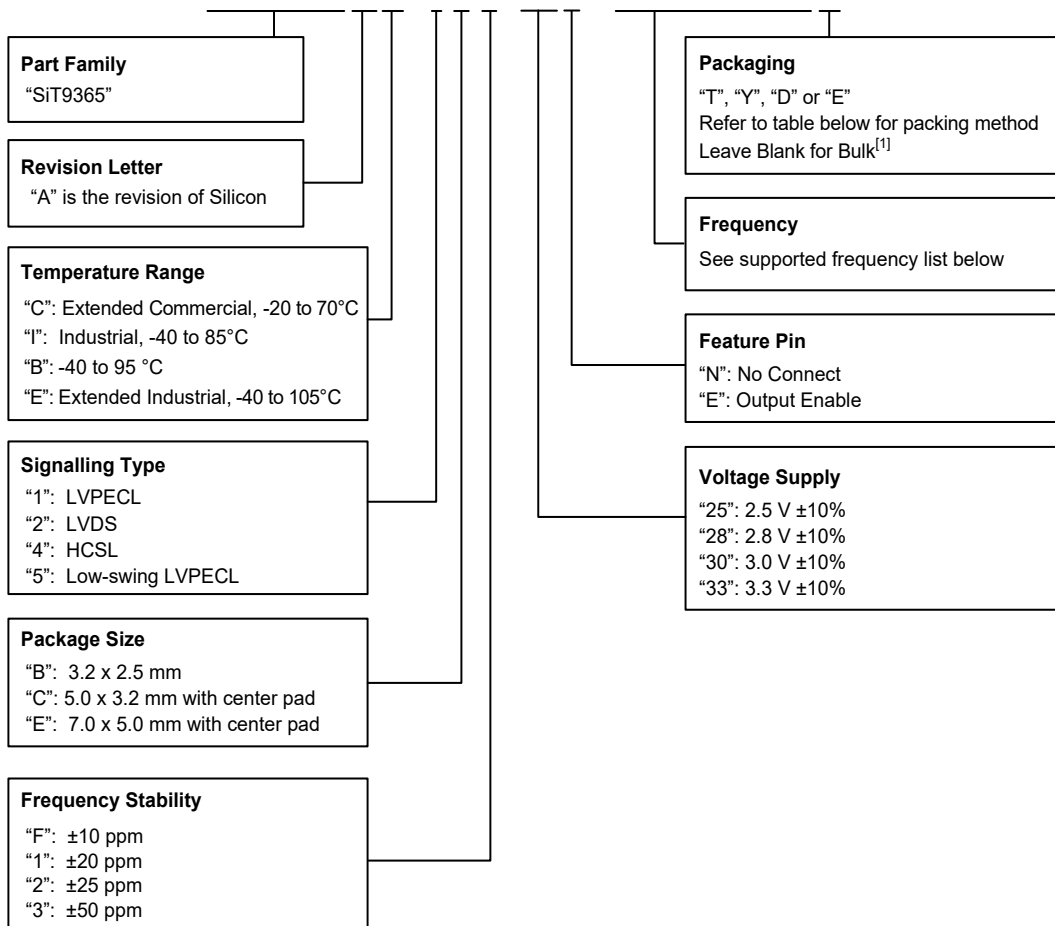 Part Family
“SiT9365”
Revision Letter
“A” is the revision of Silicon
Temperature Range
“C”: Extended Commercial, -20 to 70°C
“I”: Industrial, -40 to 85°C
“B”: -40 to 95 °C
“E”: Extended Industrial, -40 to 105°C
Signalling Type
“1”: LVPECL
“2”: LVDS
“4”: HCSL
“5”: Low-swing LVPECL
Package Size
“B”: 3.2 x 2.5 mm
“C”: 5.0 x 3.2 mm with center pad
“E”: 7.0 x 5.0 mm with center pad
Frequency Stability
“F”: ±10 ppm
“1”: ±20 ppm
“2”: ±25 ppm
“3”: ±50 ppm
Packaging
“T”, “Y”, “D” or “E”
Refer to table below for packing method
Leave Blank for Bulk[1]
Frequency
See supported frequency list below
Feature Pin
“N”: No Connect
“E”: Output Enable
Voltage Supply
“25”: 2.5 V ±10%
“28”: 2.8 V ±10%
“30”: 3.0 V ±10%
“33”: 3.3 V ±10%